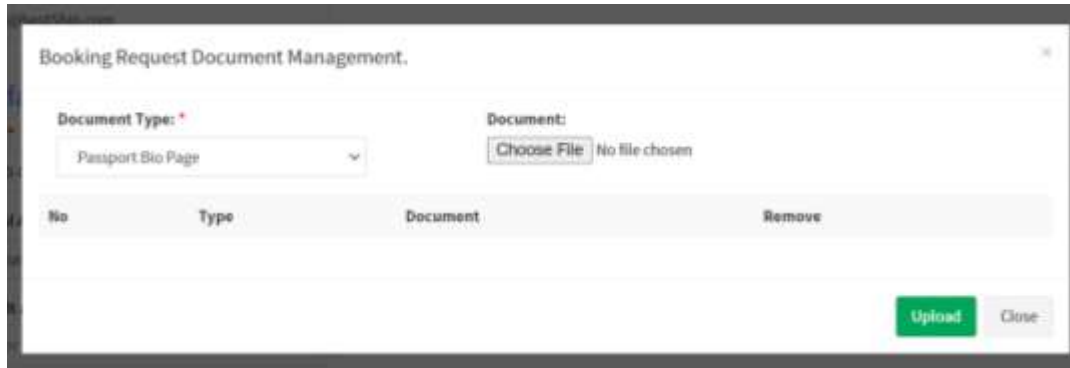 Booking Request Document Management.
×
Document Type: *
Document:
Passport Bio Page
Choose File No file chosen
No Type Document Remove
Upload Close